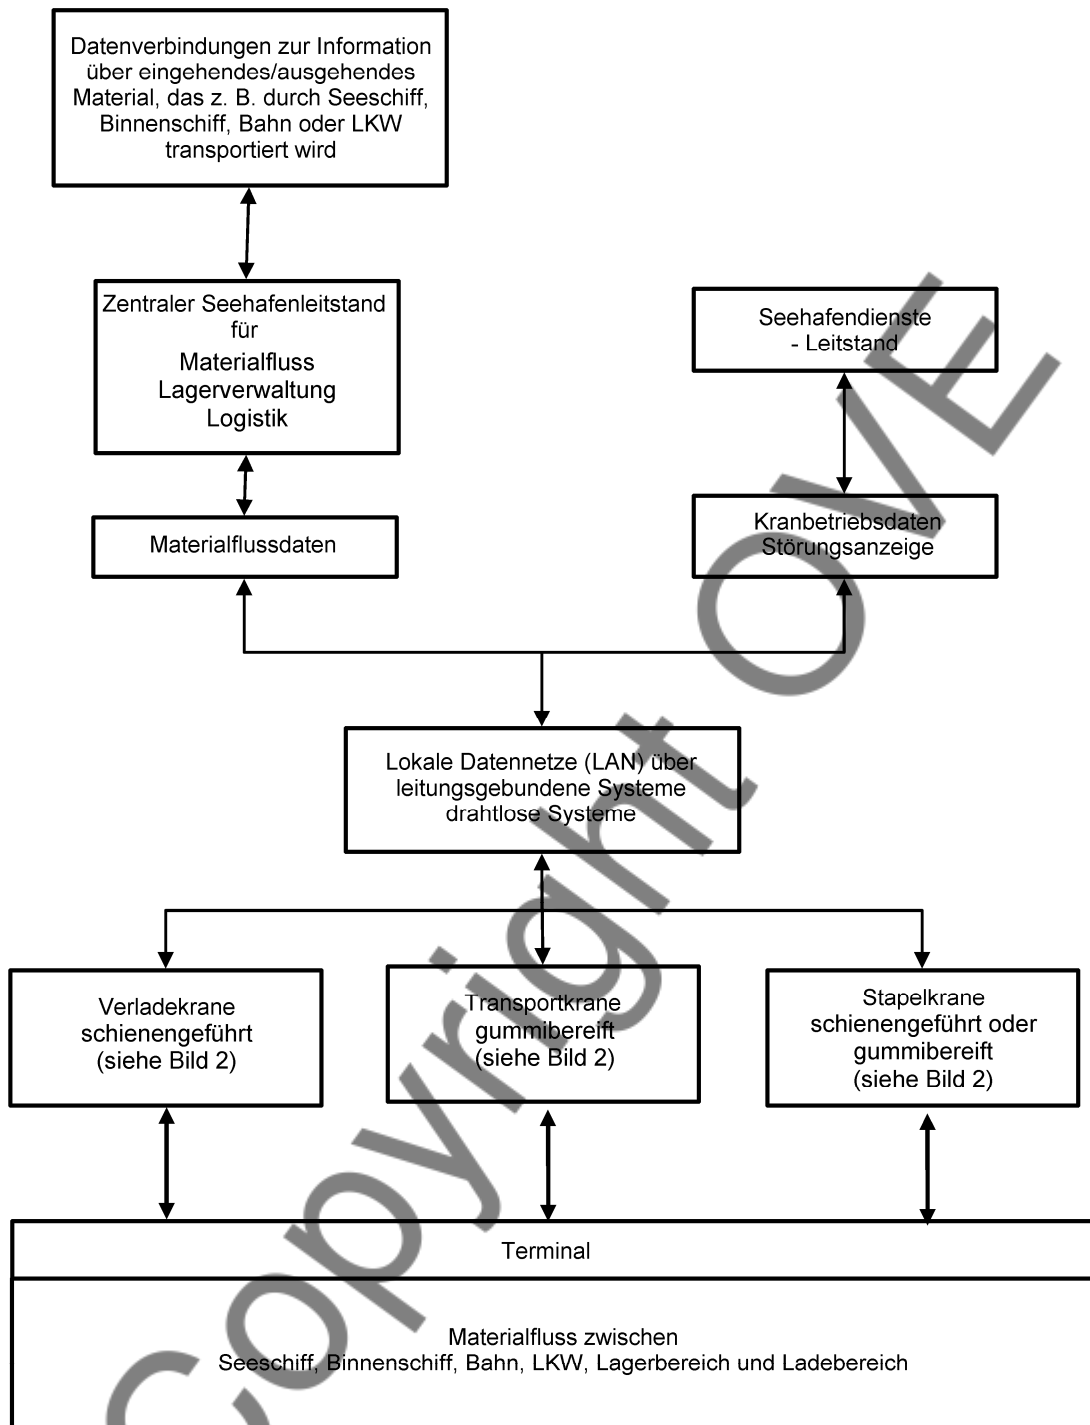 Datenverbindungen zur Information
über eingehendes/ausgehendes
Material, das z. B. durch Seeschiff,
Binnenschiff, Bahn oder LKW
transportiert wird
Zentraler Seehafenleitstand
für
Materialfluss
Lagerverwaltung
Logistik
Seehafendienste
- Leitstand
Materialflussdaten
Kranbetriebsdaten
Störungsanzeige
Lokale Datennetze (LAN) über
leitungsgebundene Systeme
drahtlose Systeme
Verladekrane
schienengeführt
(siehe Bild 2)
Transportkrane
gummibereift
(siehe Bild 2)
Stapelkrane
schienengeführt oder
gummibereift
(siehe Bild 2)
Terminal
Materialfluss zwischen
Seeschiff, Binnenschiff, Bahn, LKW, Lagerbereich und Ladebereich
Copyright OVE